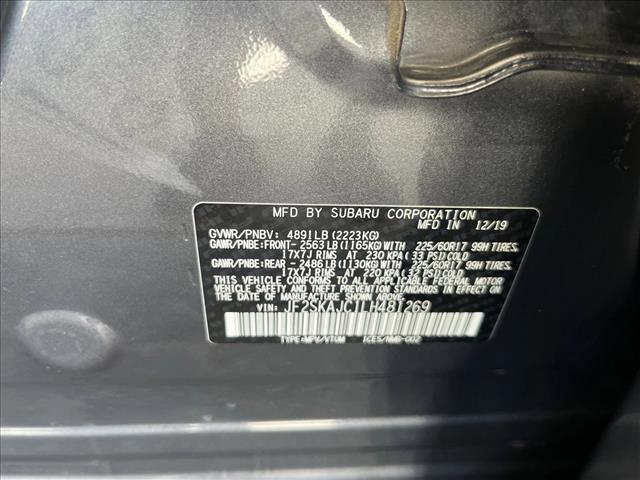 MFD BY SUBARU CORPORATION
MFD IN 12/19
GVWR/PNBV: 4891LB(2223KG)
GAWR/PNBE:FRONT- 2563LB(1165KG)WITH 225/60R17 99H TIRES.
17X7J RIMS AT 230 KPA(33 PSI)COLD
GAWR/PNBE:REAR - 2486LB(1130KG)WITH 225/60R17 99H TIRES.
17X7J RIMS AT 220 KPA(32 PSI)COLD
THIS VEHICLE CONFORMS TO ALL APPLICABLE FEDERAL MOTOR
VEHICLE SAFETY, BUMPER, AND THEFT PREVENTION STANDARDS
IN EFFECT ON THE DATE OF MANUFACTURE SHOWN ABOVE.
VIN: JF2SKAJC1LH481269
TYPE:MPV/VTUM ICES/NMB-002